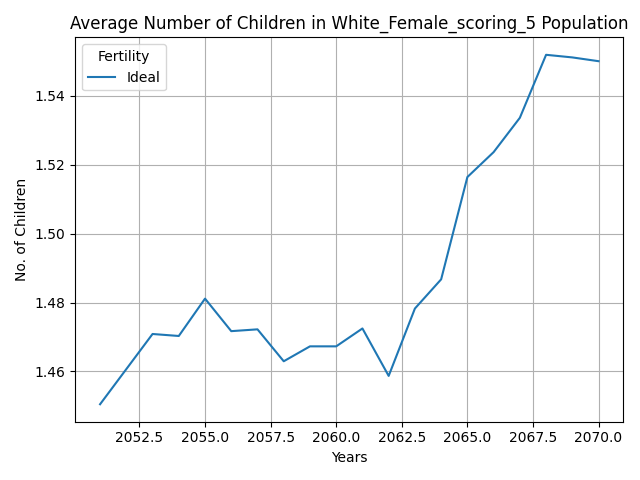 Average Number of Children in White_Female_scoring_5 Population
Fertility
Ideal
1.54
1.52
1.50
1.48
1.46
No. of Children
2052.5 2055.0 2057.5 2060.0 2062.5 2065.0 2067.5 2070.0
Years